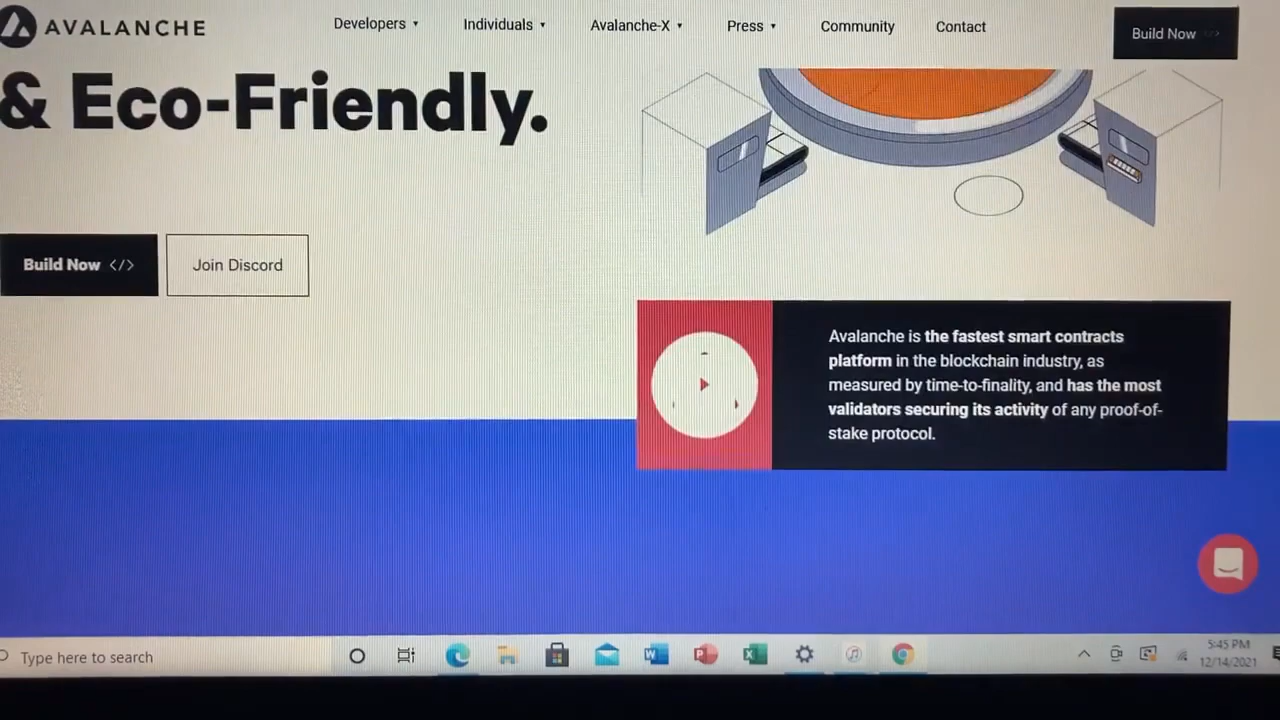 AVALANCHE
Developers
Individuals
Avalanche-X
Press
Community
Contact
Build Now </>
& Eco-Friendly.
Build Now </>
Join Discord
Avalanche is the fastest smart contracts
platform in the blockchain industry, as
measured by time-to-finality, and has the most
validators securing its activity of any proof-of-
stake protocol.
Type here to search
W
P
X
5:45 PM
12/14/2021